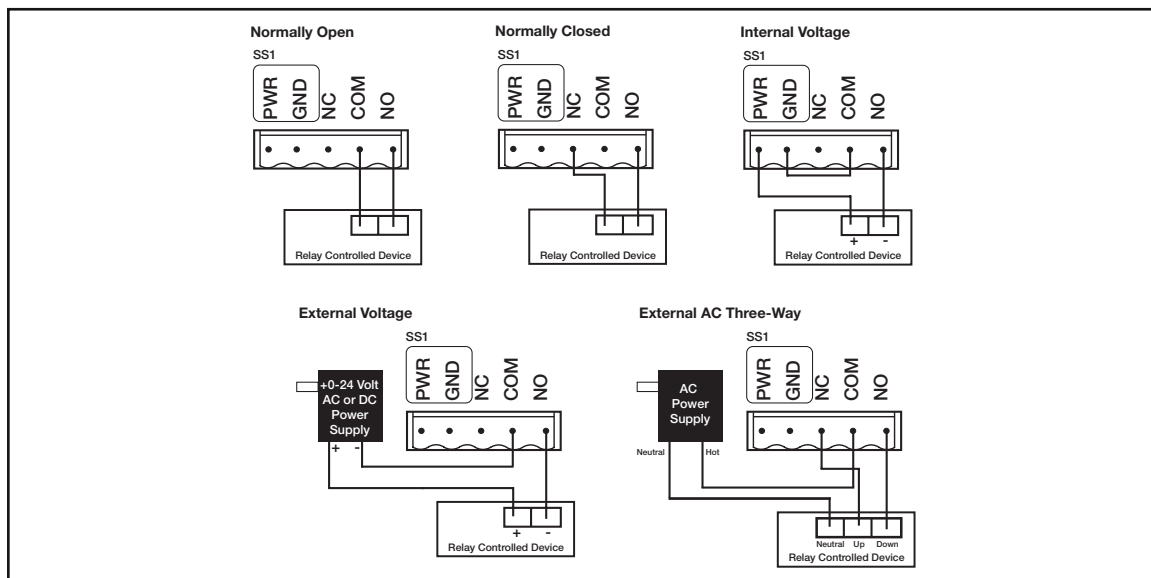 Normally Open
SS1
PWR
GND
NC
COM
NO
Relay Controlled Device
Normally Closed
SS1
PWR
GND
NC
COM
NO
Relay Controlled Device
Internal Voltage
SS1
PWR
GND
NC
COM
NO
+ -
Relay Controlled Device
External Voltage
SS1
PWR
GND
NC
COM
NO
+0-24 Volt
AC or DC
Power
Supply
+ -
+ -
Relay Controlled Device
External AC Three-Way
SS1
PWR
GND
NC
COM
NO
AC
Power
Supply
Neutral Hot
Neutral Up Down
Relay Controlled Device